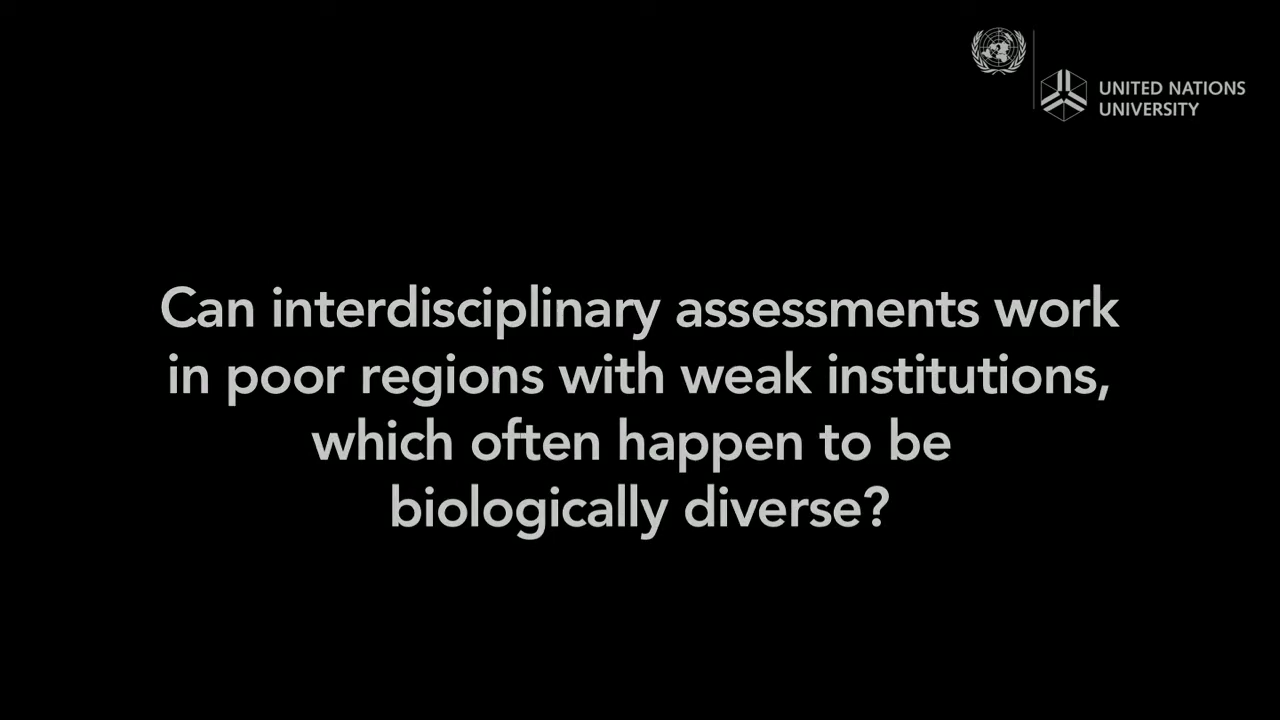 UNITED NATIONS
UNIVERSITY
Can interdisciplinary assessments work
in poor regions with weak institutions,
which often happen to be
biologically diverse?